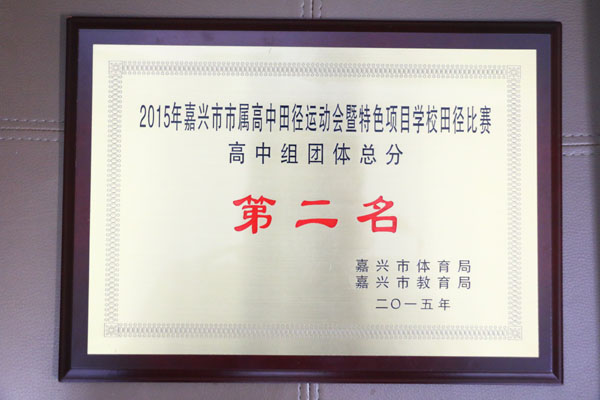 2015年嘉兴市市属高中田径运动会暨特色项目学校田径比赛
高中组团体总分
第二名
嘉兴市体育局
嘉兴市教育局
二〇一五年